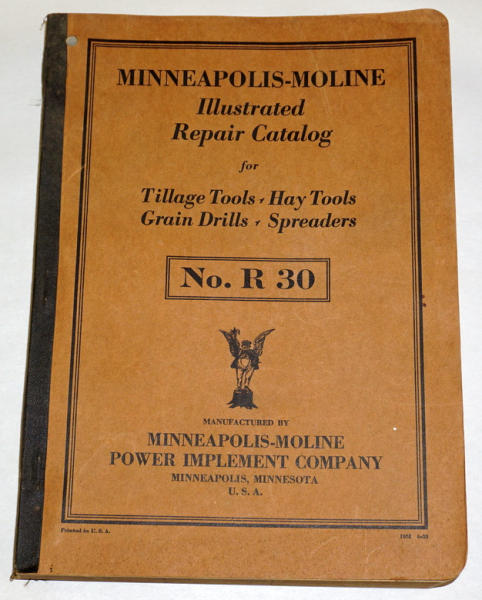 MINNEAPOLIS-MOLINE
Illustrated
Repair Catalog
for
Tillage Tools Hay Tools
Grain Drills Spreaders
No. R 30
MANUFACTURED BY
MINNEAPOLIS-MOLINE
POWER IMPLEMENT COMPANY
MINNEAPOLIS, MINNESOTA
U. S. A.
Printed in U. S. A.